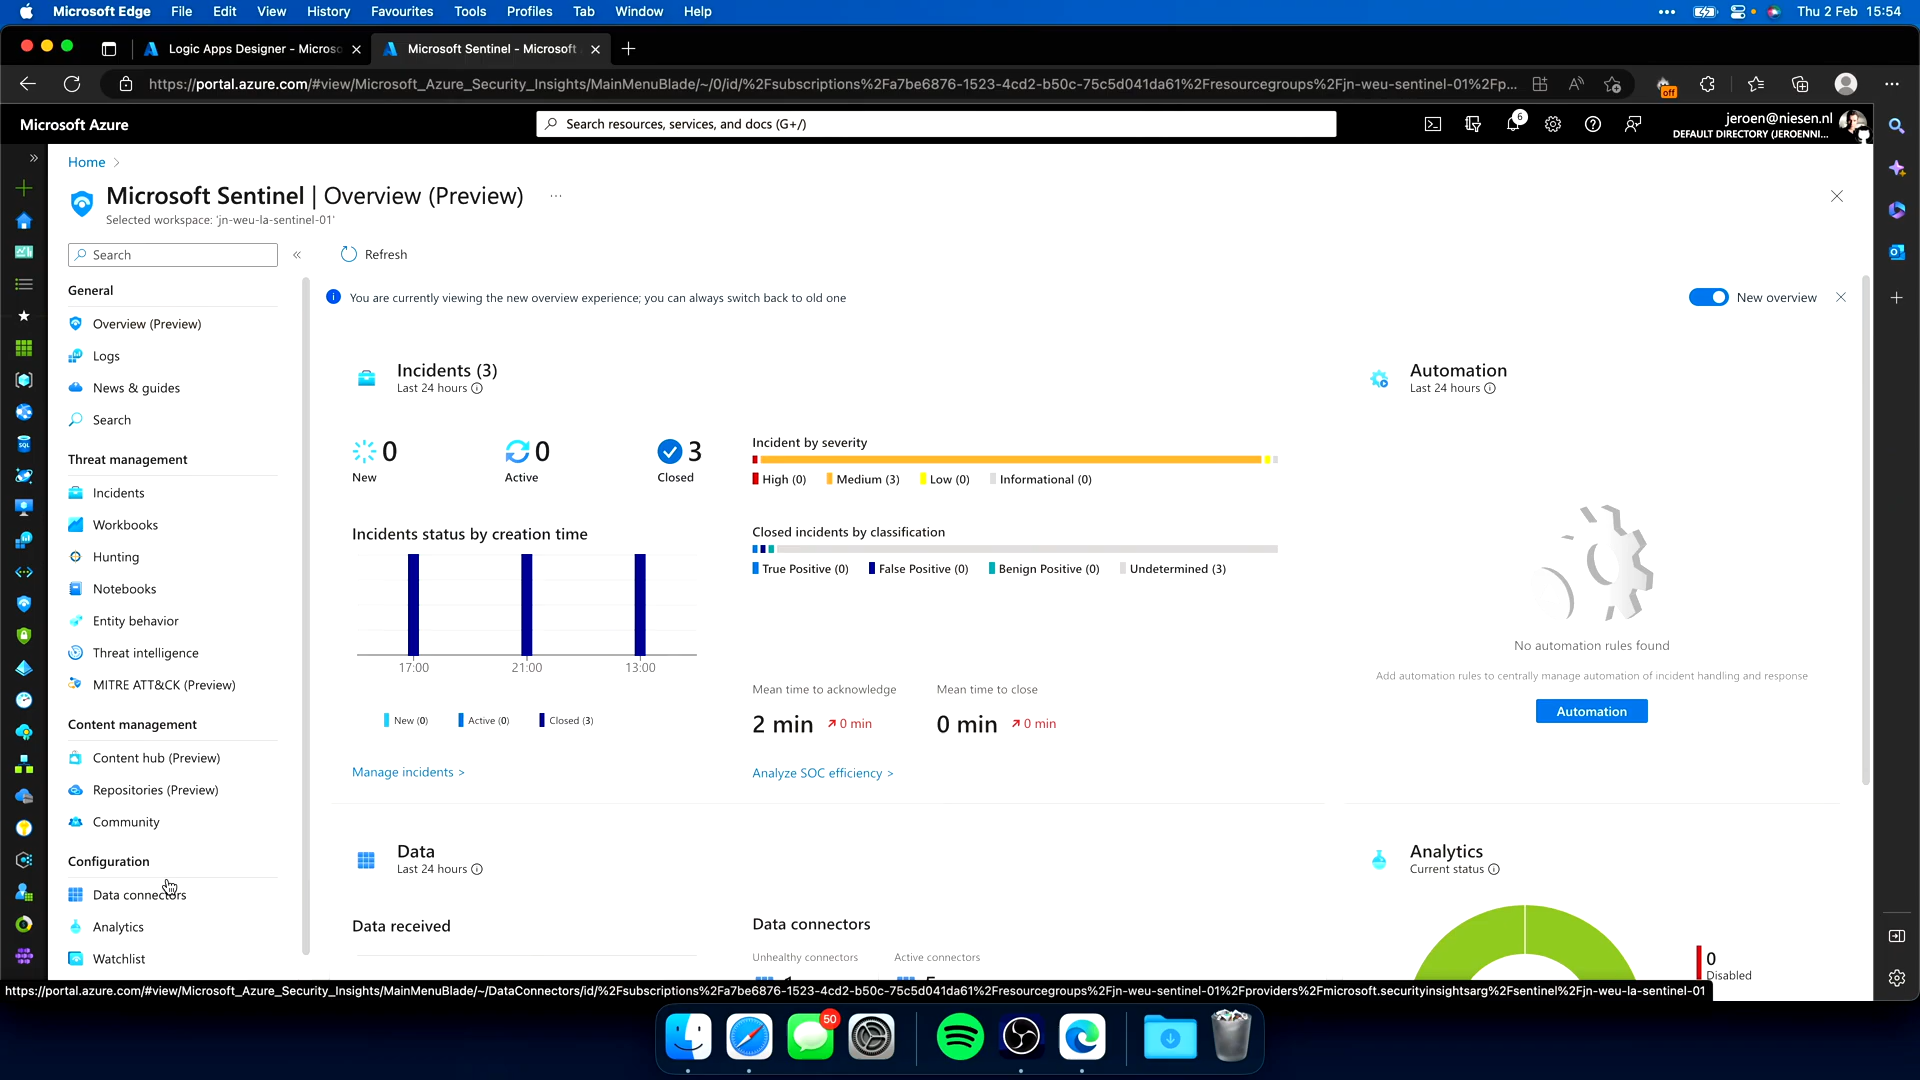 Microsoft Edge File Edit View History Favourites Tools Profiles Tab Window Help Thu 2 Feb 15:54
Logic Apps Designer - Microso
Microsoft Sentinel - Microsoft
https://portal.azure.com/#view/Microsoft_Azure_Security_Insights/MainMenuBlade/~/0/id/%2Fsubscriptions%2Fa7be6876-1523-4cd2-b50c-75c5d041da61%2Fresourcegroups%2Fjn-weu-sentinel-01%2Fp...
off
Microsoft Azure
Search resources, services, and docs (G+/)
6
jeroen@niesen.nl
DEFAULT DIRECTORY (JEROENNI...
Home
Microsoft Sentinel | Overview (Preview)
Selected workspace: 'jn-weu-la-sentinel-01'
Search
Refresh
General
Overview (Preview)
Logs
News & guides
Search
Threat management
Incidents
Workbooks
Hunting
Notebooks
Entity behavior
Threat intelligence
MITRE ATT&CK (Preview)
Content management
Content hub (Preview)
Repositories (Preview)
Community
Configuration
Data connectors
Analytics
Watchlist
You are currently viewing the new overview experience; you can always switch back to old one
New overview
Incidents (3)
Last 24 hours
0
New
0
Active
3
Closed
Incident by severity
High (0) Medium (3) Low (0) Informational (0)
Incidents status by creation time
17:00 21:00 13:00
New (0) Active (0) Closed (3)
Manage incidents >
Closed incidents by classification
True Positive (0) False Positive (0) Benign Positive (0) Undetermined (3)
Mean time to acknowledge
2 min 0 min
Mean time to close
0 min 0 min
Analyze SOC efficiency >
Automation
Last 24 hours
No automation rules found
Add automation rules to centrally manage automation of incident handling and response
Automation
Data
Last 24 hours
Data received
Data connectors
Unhealthy connectors
Active connectors
Analytics
Current status
0
Disabled
https://portal.azure.com/#view/Microsoft_Azure_Security_Insights/MainMenuBlade/~/DataConnectors/id/%2Fsubscriptions%2Fa7be6876-1523-4cd2-b50c-75c5d041da61%2Fresourcegroups%2Fjn-weu-sentinel-01%2Fproviders%2Fmicrosoft.securityinsightsarg%2Fsentinel%2Fjn-weu-la-sentinel-01
50